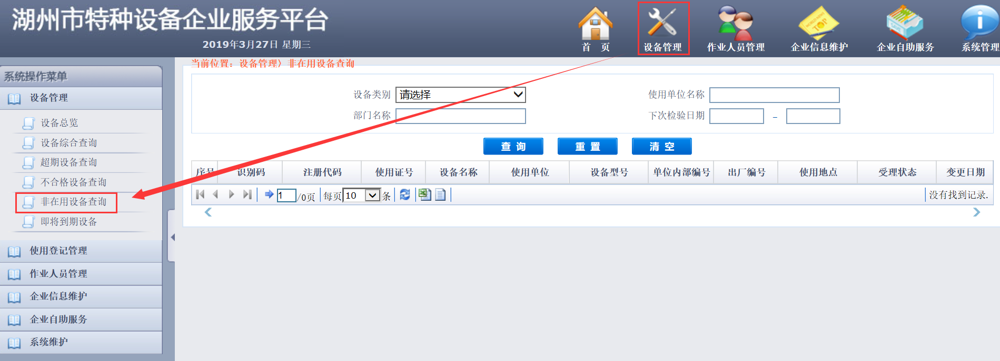 湖州市特种设备企业服务平台
2019年3月27日 星期三
首 页
设备管理
作业人员管理
企业信息维护
企业自助服务
系统管理
WORLD NEWS
TOP
SAVE
系统操作菜单
设备管理
设备总览
设备综合查询
超期设备查询
不合格设备查询
非在用设备查询
即将到期设备
使用登记管理
作业人员管理
企业信息维护
企业自助服务
系统维护
当前位置：设备管理〉非在用设备查询
设备类别 请选择 使用单位名称
部门名称 下次检验日期 –
查 询 重 置 清 空
序号 识别码 注册代码 使用证号 设备名称 使用单位 设备型号 单位内部编号 出厂编号 使用地点 受理状态 变更日期
1 /0页 每页 10 条 没有找到记录.